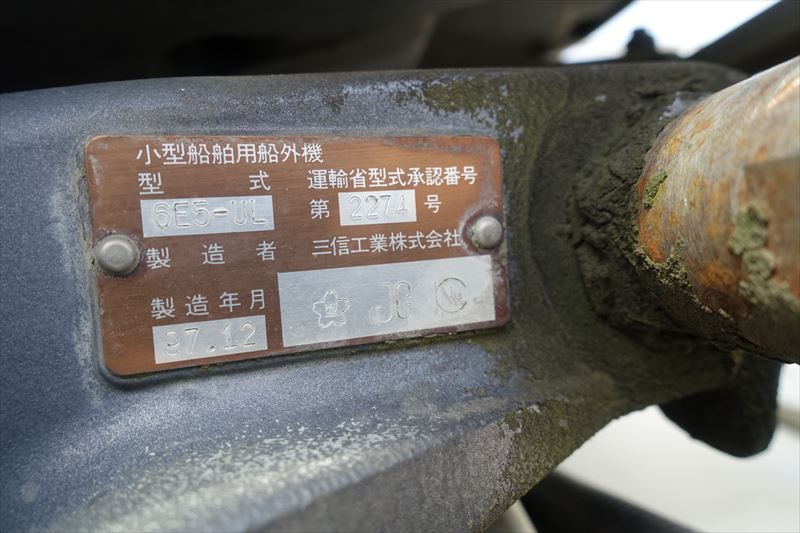 小型船舶用船外機
型式 運輸省型式承認番号
6E5-UL 第 2274 号
製造者 三信工業株式会社
製造年月 JG NK
97.12